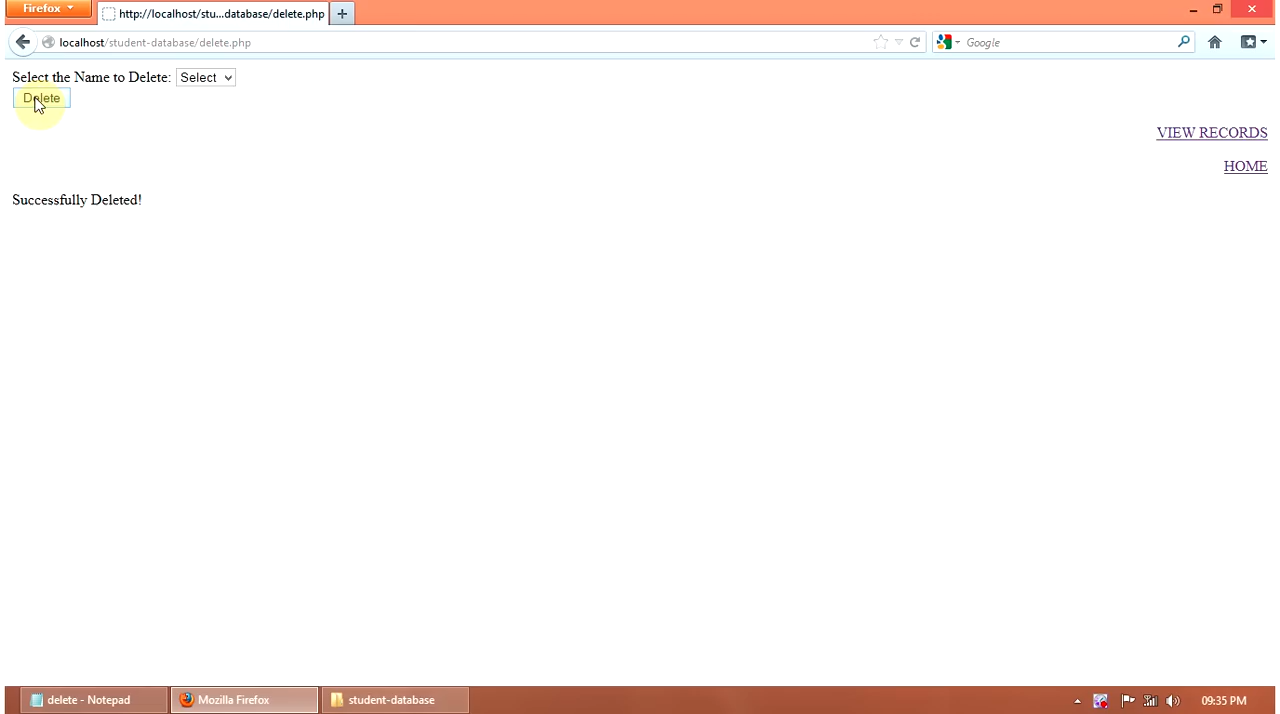 Firefox
http://localhost/stu...database/delete.php
localhost/student-database/delete.php
Google
Select the Name to Delete: Select
Delete
VIEW RECORDS
HOME
Successfully Deleted!
delete - Notepad
Mozilla Firefox
student-database
09:35 PM